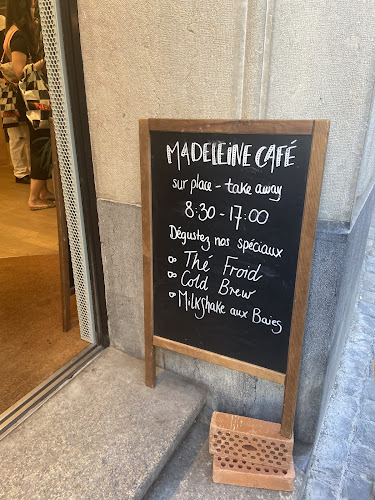 MADELEINE CAFÉ
sur place - take away
8:30 - 17:00
Dégustez nos spéciaux
Thé Froid
Cold Brew
Milkshake aux Baies